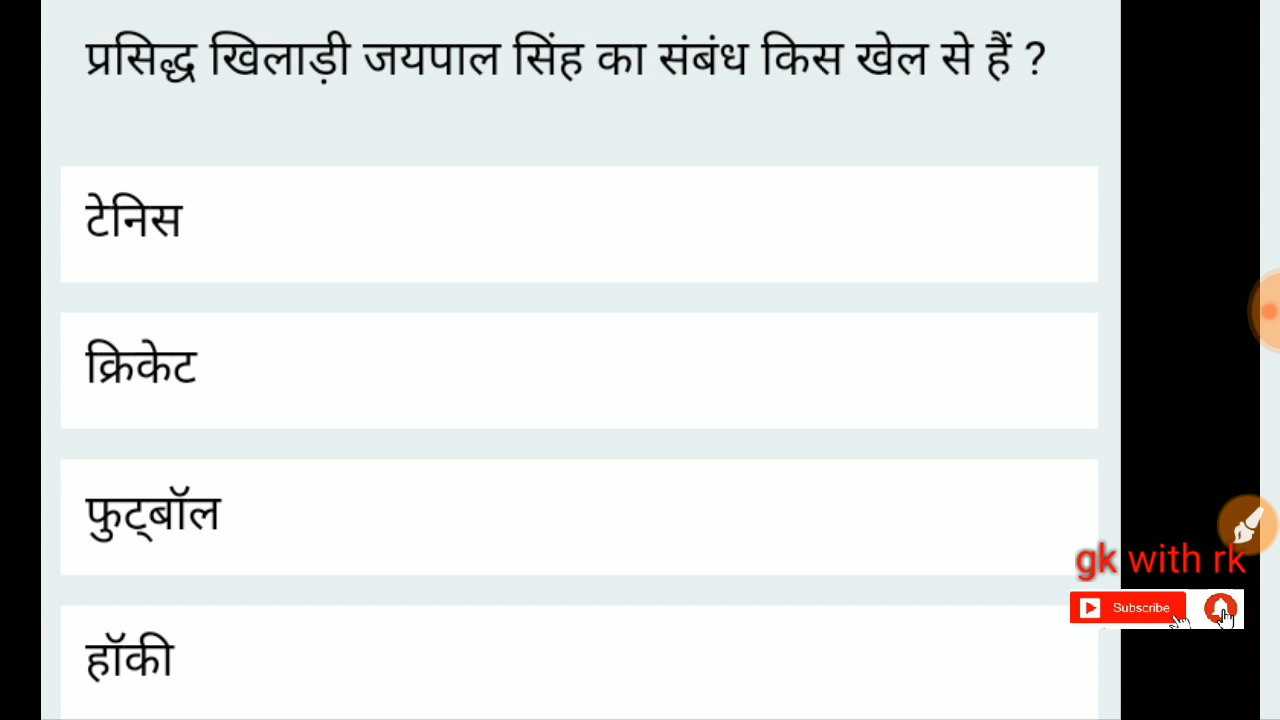 प्रसिद्ध खिलाड़ी जयपाल सिंह का संबंध किस खेल से हैं ?
टेनिस
क्रिकेट
फुट्बॉल
gk with rk
Subscribe
हॉकी